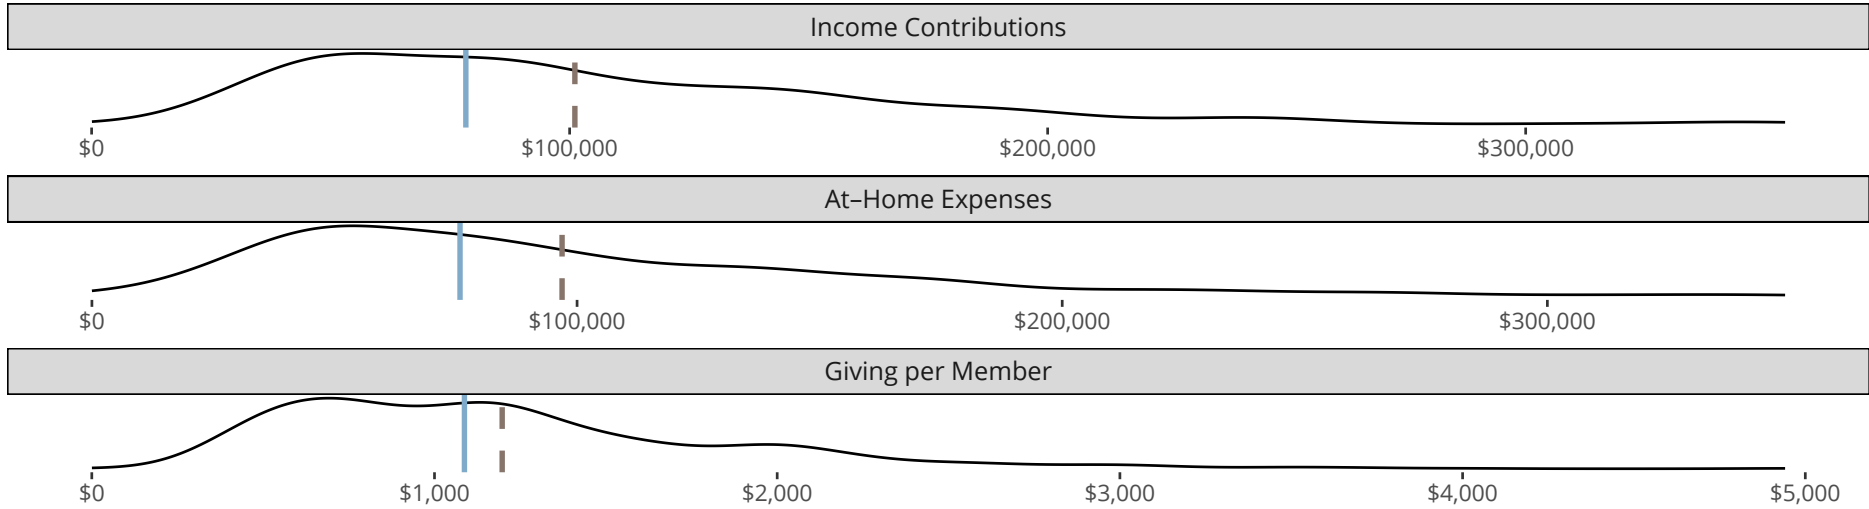 Income Contributions
$0 $100,000 $200,000 $300,000
At–Home Expenses
$0 $100,000 $200,000 $300,000
Giving per Member
$0 $1,000 $2,000 $3,000 $4,000 $5,000